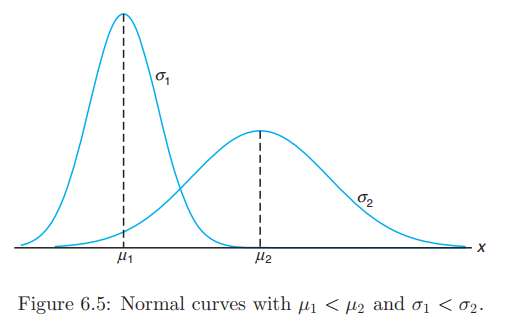 σ₁
σ₂
μ₁ μ₂ x
Figure 6.5: Normal curves with μ₁ < μ₂ and σ₁ < σ₂.